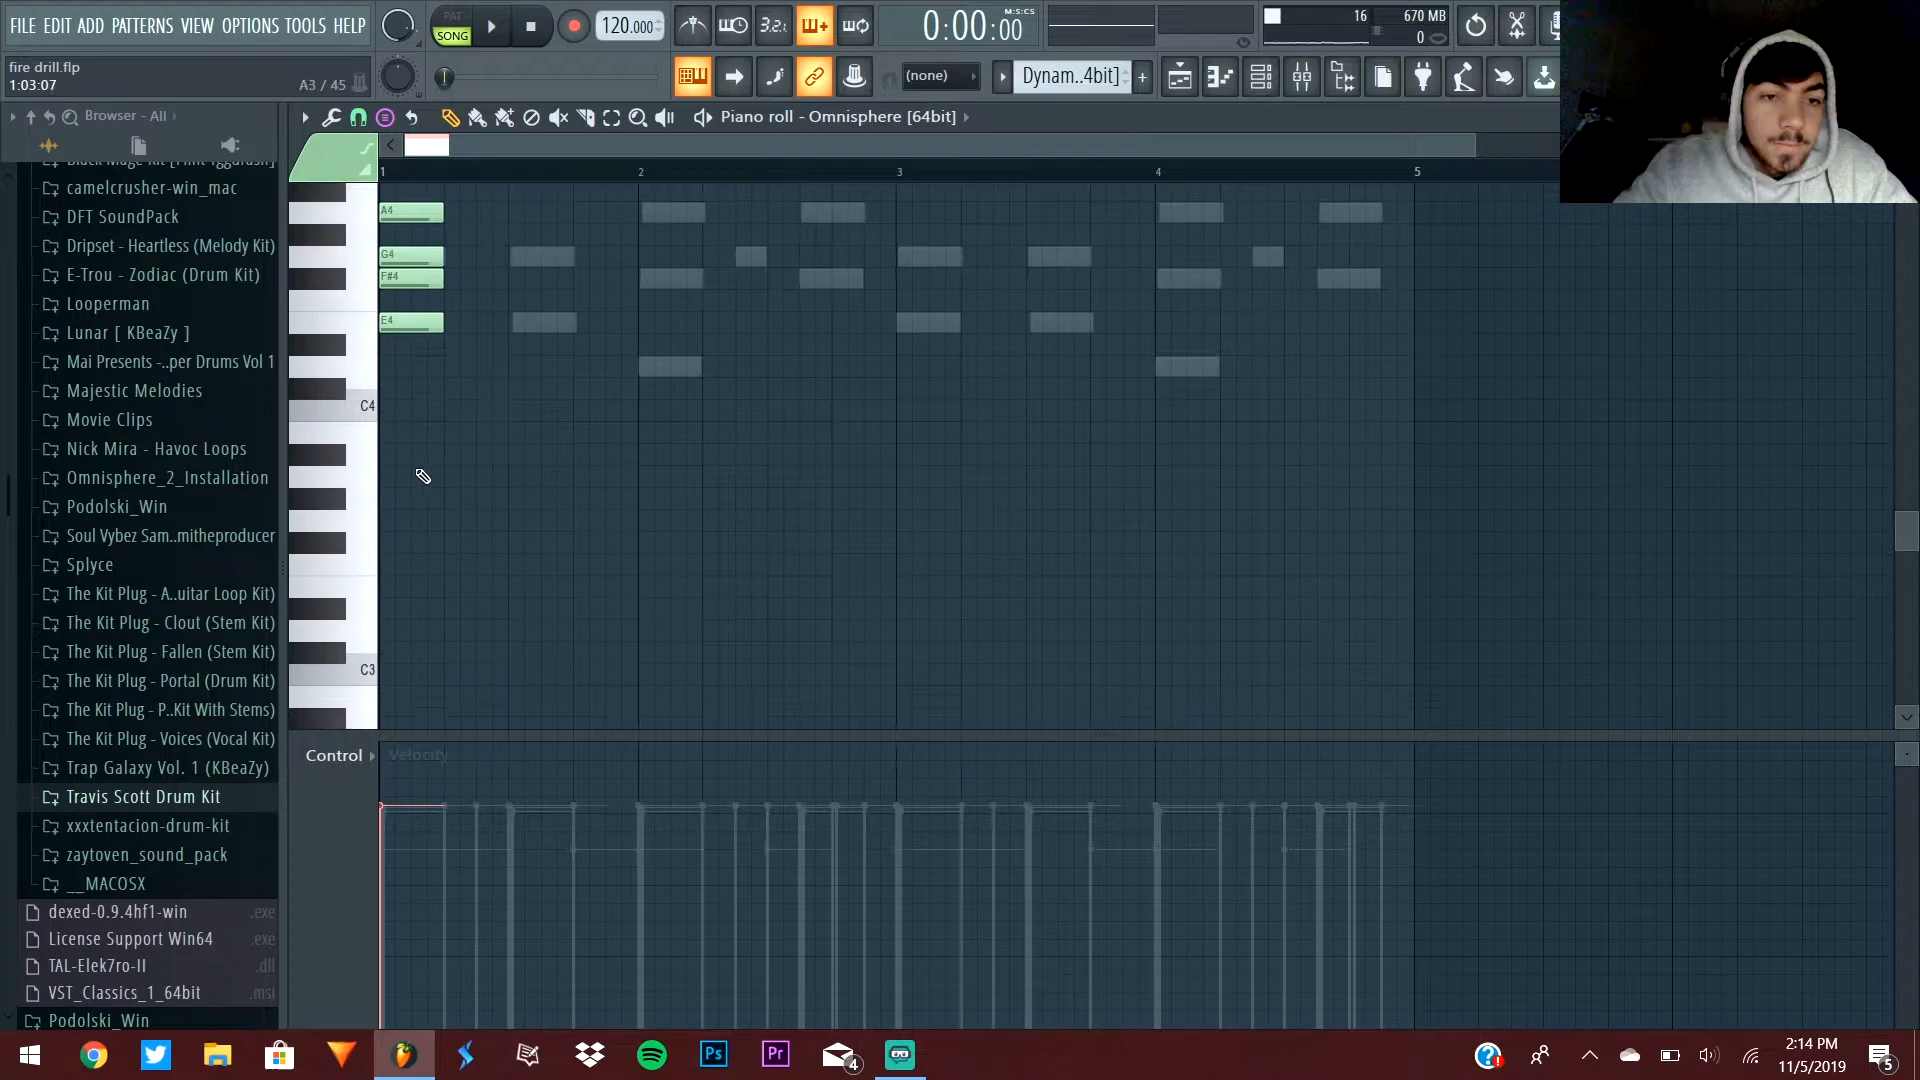 FILE EDIT ADD PATTERNS VIEW OPTIONS TOOLS HELP
PAT
SONG
120.000
3.2.
0:00:00
M:S:CS
16
670 MB
0
fire drill.flp
1:03:07
A3 / 45
(none)
Dynam..4bit]
Browser - All
Piano roll - Omnisphere [64bit]
camelcrusher-win_mac
DFT SoundPack
Dripset - Heartless (Melody Kit)
E-Trou - Zodiac (Drum Kit)
Looperman
Lunar [ KBeaZy ]
Mai Presents -..per Drums Vol 1
Majestic Melodies
Movie Clips
Nick Mira - Havoc Loops
Omnisphere_2_Installation
Podolski_Win
Soul Vybez Sam..mitheproducer
Splyce
The Kit Plug - A..uitar Loop Kit)
The Kit Plug - Clout (Stem Kit)
The Kit Plug - Fallen (Stem Kit)
The Kit Plug - Portal (Drum Kit)
The Kit Plug - P..Kit With Stems)
The Kit Plug - Voices (Vocal Kit)
Trap Galaxy Vol. 1 (KBeaZy)
Travis Scott Drum Kit
xxxtentacion-drum-kit
zaytoven_sound_pack
__MACOSX
dexed-0.9.4hf1-win .exe
License Support Win64 .exe
TAL-Elek7ro-II .dll
VST_Classics_1_64bit .msi
Podolski_Win
1 2 3 4 5
A4
G4
F#4
E4
C4
C3
Control
Velocity
Ps
Pr
4
2:14 PM
11/5/2019
5